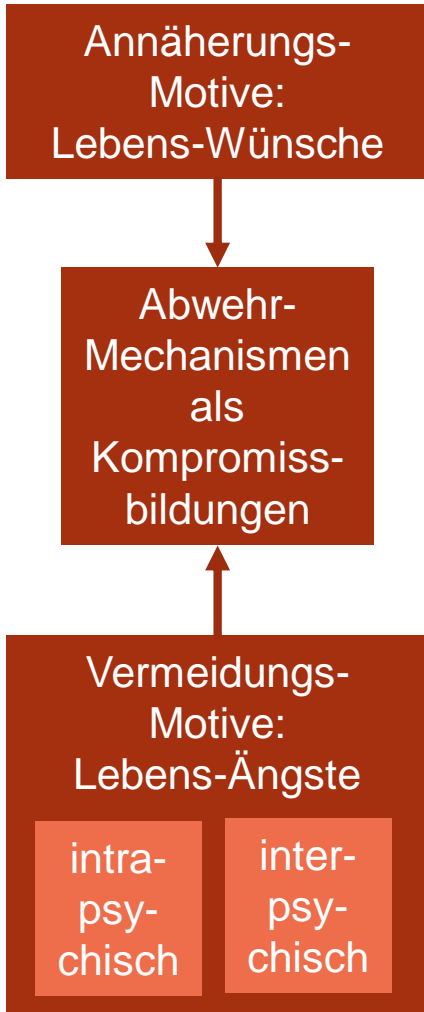 Annäherungs-
Motive:
Lebens-Wünsche
Abwehr-
Mechanismen
als
Kompromiss-
bildungen
Vermeidungs-
Motive:
Lebens-Ängste
intra-
psy-
chisch
inter-
psy-
chisch